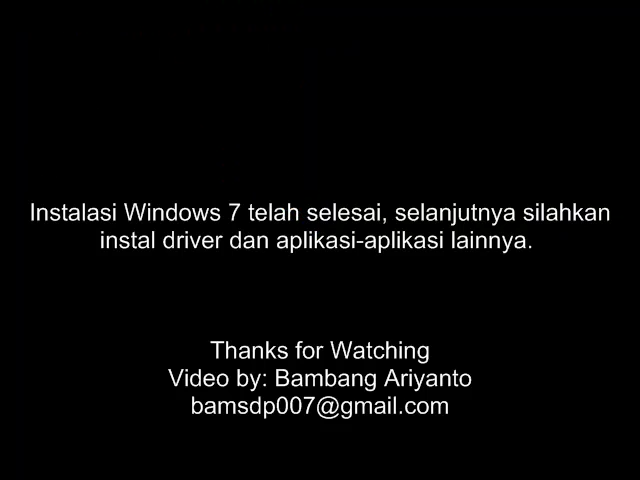 Instalasi Windows 7 telah selesai, selanjutnya silahkan
instal driver dan aplikasi-aplikasi lainnya.
Thanks for Watching
Video by: Bambang Ariyanto
bamsdp007@gmail.com